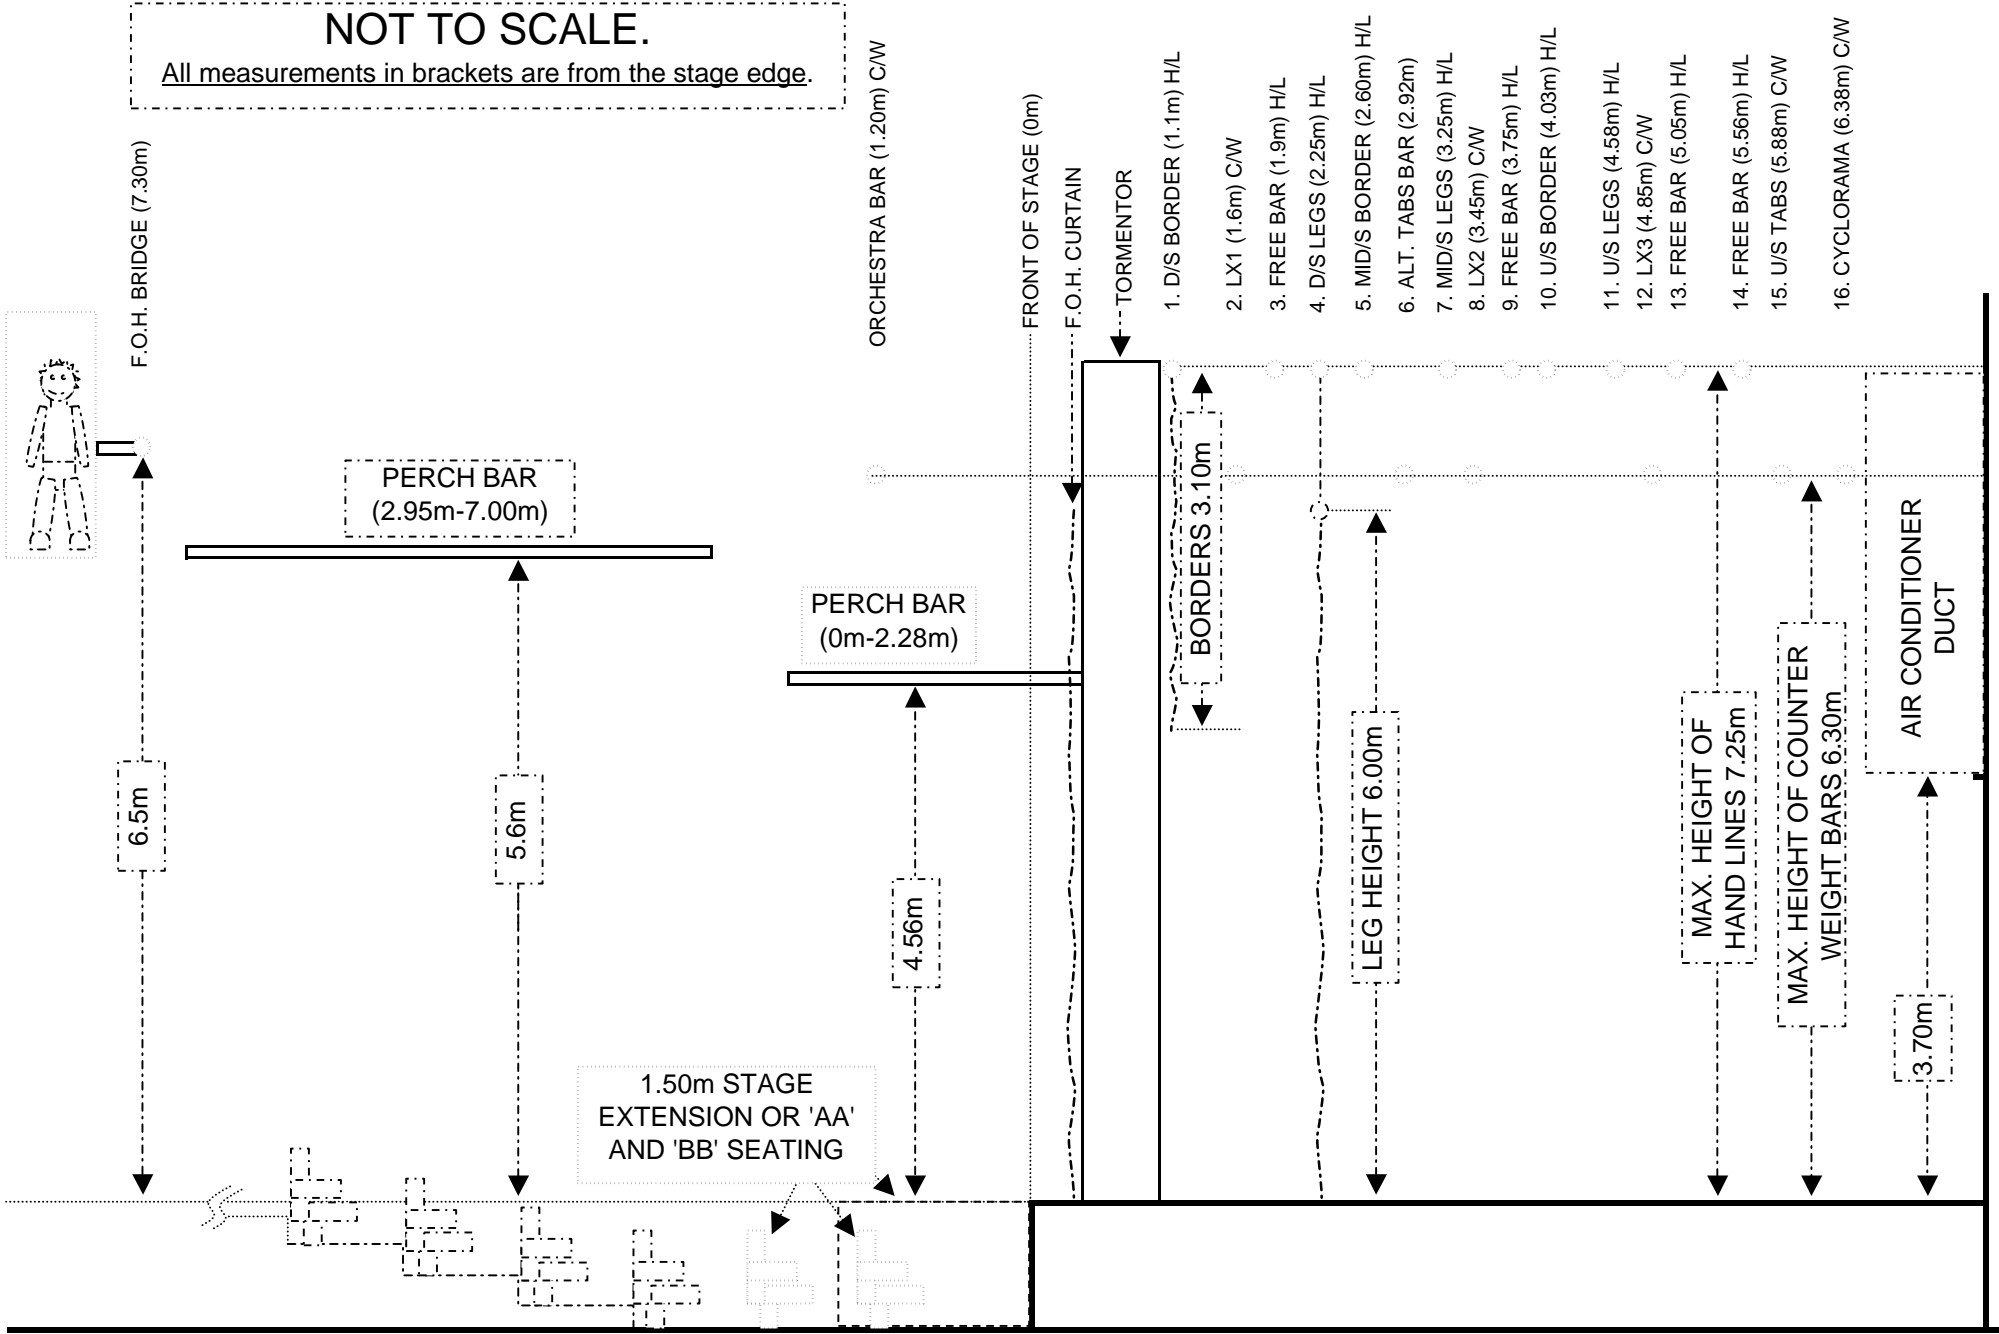 NOT TO SCALE.
All measurements in brackets are from the stage edge.
F.O.H. BRIDGE (7.30m)
ORCHESTRA BAR (1.20m) C/W
FRONT OF STAGE (0m)
F.O.H. CURTAIN
TORMENTOR
1. D/S BORDER (1.1m) H/L
2. LX1 (1.6m) C/W
3. FREE BAR (1.9m) H/L
4. D/S LEGS (2.25m) H/L
5. MID/S BORDER (2.60m) H/L
6. ALT. TABS BAR (2.92m)
7. MID/S LEGS (3.25m) H/L
8. LX2 (3.45m) C/W
9. FREE BAR (3.75m) H/L
10. U/S BORDER (4.03m) H/L
11. U/S LEGS (4.58m) H/L
12. LX3 (4.85m) C/W
13. FREE BAR (5.05m) H/L
14. FREE BAR (5.56m) H/L
15. U/S TABS (5.88m) C/W
16. CYCLORAMA (6.38m) C/W
PERCH BAR
(2.95m-7.00m)
PERCH BAR
(0m-2.28m)
6.5m
5.6m
4.56m
BORDERS 3.10m
LEG HEIGHT 6.00m
MAX. HEIGHT OF
HAND LINES 7.25m
MAX. HEIGHT OF COUNTER
WEIGHT BARS 6.30m
AIR CONDITIONER
DUCT
3.70m
1.50m STAGE
EXTENSION OR 'AA'
AND 'BB' SEATING